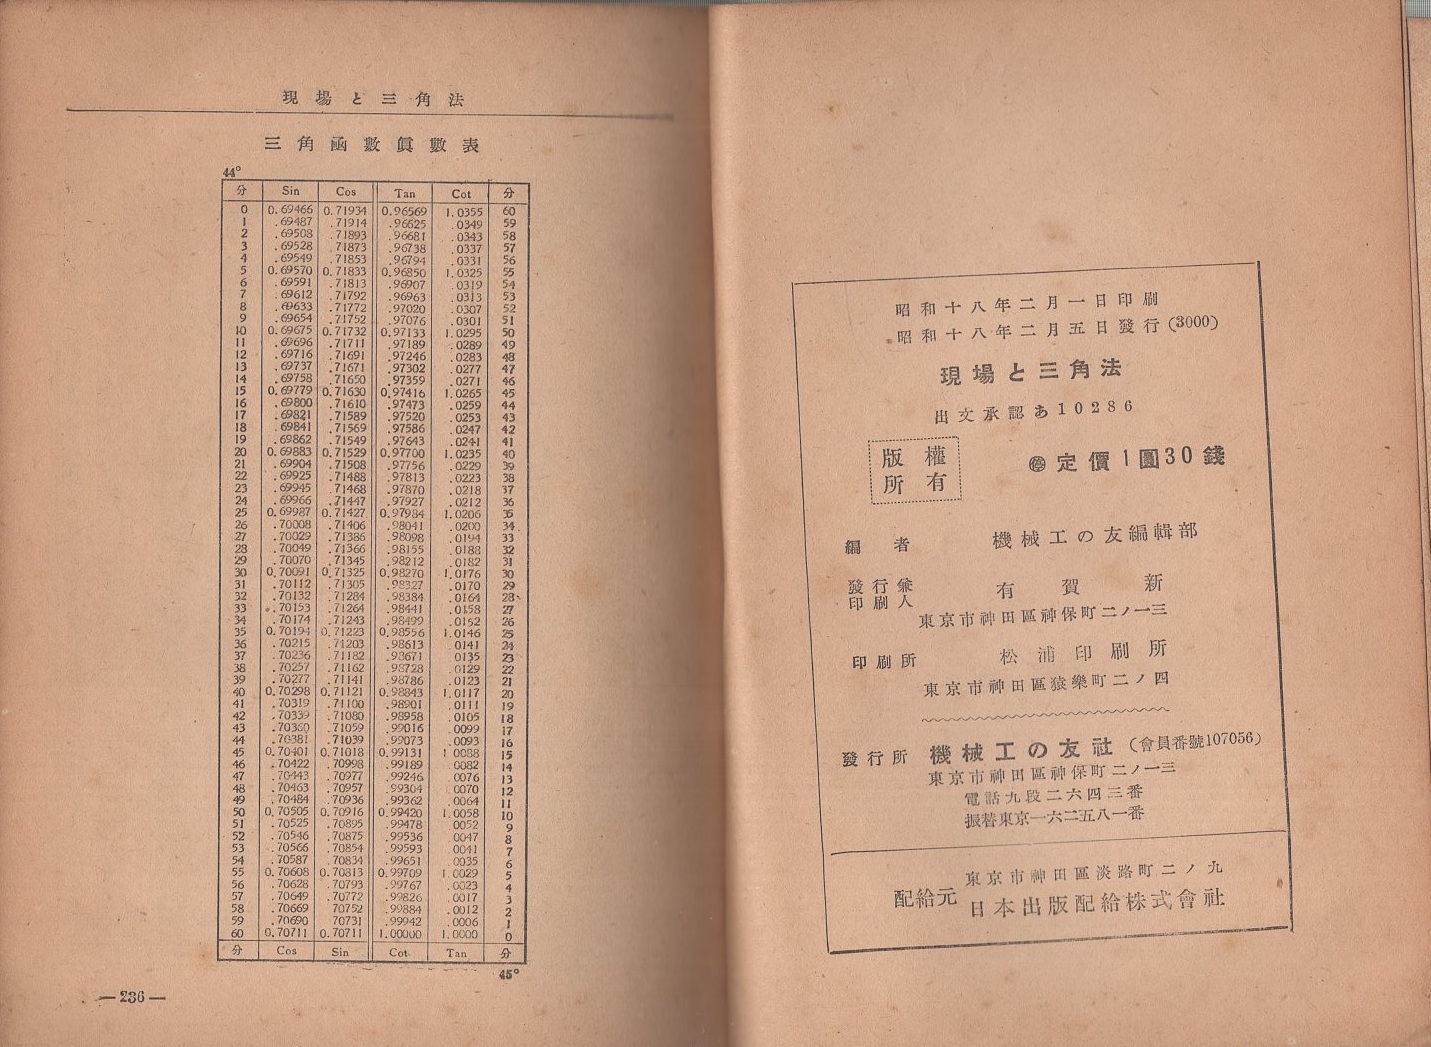 現場と三角法
三角函數眞數表
44°
分 Sin Cos Tan Cot 分
0 0.69466 0.71934 0.96569 1.0355 60
1 .69487 .71914 .96625 .0349 59
2 .69508 .71893 .96681 .0343 58
3 .69528 .71873 .96738 .0337 57
4 .69549 .71853 .96794 .0331 56
5 0.69570 0.71833 0.96850 1.0325 55
6 .69591 .71813 .96907 .0319 54
7 .69612 .71792 .96963 .0313 53
8 .69633 .71772 .97020 .0307 52
9 .69654 .71752 .97076 .0301 51
10 0.69675 0.71732 0.97133 1.0295 50
11 .69696 .71711 .97189 .0289 49
12 .69716 .71691 .97246 .0283 48
13 .69737 .71671 .97302 .0277 47
14 .69758 .71650 .97359 .0271 46
15 0.69779 0.71630 0.97416 1.0265 45
16 .69800 .71610 .97473 .0259 44
17 .69821 .71589 .97520 .0253 43
18 .69841 .71569 .97586 .0247 42
19 .69862 .71549 .97643 .0241 41
20 0.69883 0.71529 0.97700 1.0235 40
21 .69904 .71508 .97756 .0229 39
22 .69925 .71488 .97813 .0223 38
23 .69945 .71468 .97870 .0218 37
24 .69966 .71447 .97927 .0212 36
25 0.69987 0.71427 0.97984 1.0206 35
26 .70008 .71406 .98041 .0200 34
27 .70029 .71386 .98098 .0194 33
28 .70049 .71366 .98155 .0188 32
29 .70070 .71345 .98212 .0182 31
30 0.70091 0.71325 0.98270 1.0176 30
31 .70112 .71305 .98327 .0170 29
32 .70132 .71284 .98384 .0164 28
33 .70153 .71264 .98441 .0158 27
34 .70174 .71243 .98499 .0152 26
35 0.70194 0.71223 0.98556 1.0146 25
36 .70215 .71203 .98613 .0141 24
37 .70236 .71182 .98671 .0135 23
38 .70257 .71162 .98728 .0129 22
39 .70277 .71141 .98786 .0123 21
40 0.70298 0.71121 0.98843 1.0117 20
41 .70319 .71100 .98901 .0111 19
42 .70339 .71080 .98958 .0105 18
43 .70360 .71059 .99016 .0099 17
44 .70381 .71039 .99073 .0093 16
45 0.70401 0.71018 0.99131 1.0088 15
46 .70422 .70998 .99189 .0082 14
47 .70443 .70977 .99246 .0076 13
48 .70463 .70957 .99304 .0070 12
49 .70484 .70936 .99362 .0064 11
50 0.70505 0.70916 0.99420 1.0058 10
51 .70525 .70895 .99478 .0052 9
52 .70546 .70875 .99536 .0047 8
53 .70566 .70854 .99593 .0041 7
54 .70587 .70834 .99651 .0035 6
55 0.70608 0.70813 0.99709 1.0029 5
56 .70628 .70793 .99767 .0023 4
57 .70649 .70772 .99826 .0017 3
58 .70669 .70752 .99884 .0012 2
59 .70690 .70731 .99942 .0006 1
60 0.70711 0.70711 1.00000 1.0000 0
分 Cos Sin Cot Tan 分
45°
—236—
昭和十八年二月一日印刷
昭和十八年二月五日發行(3000)
現場と三角法
出文承認あ10286
版權
所有
㊡定價1圓30錢
編者 機械工の友編輯部
發行兼
印刷人 有賀新
東京市神田區神保町二ノ一三
印刷所 松浦印刷所
東京市神田區猿樂町二ノ四
發行所 機械工の友社 (會員番號107056)
東京市神田區神保町二ノ一三
電話九段二六四三番
振替東京一六二五八一番
配給元 東京市神田區淡路町二ノ九
日本出版配給株式會社